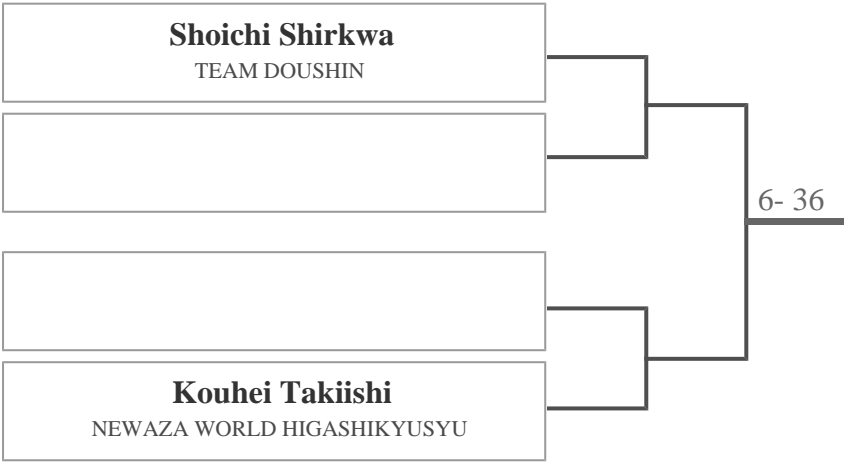 Shoichi Shirkwa
TEAM DOUSHIN
6- 36
Kouhei Takiishi
NEWAZA WORLD HIGASHIKYUSYU